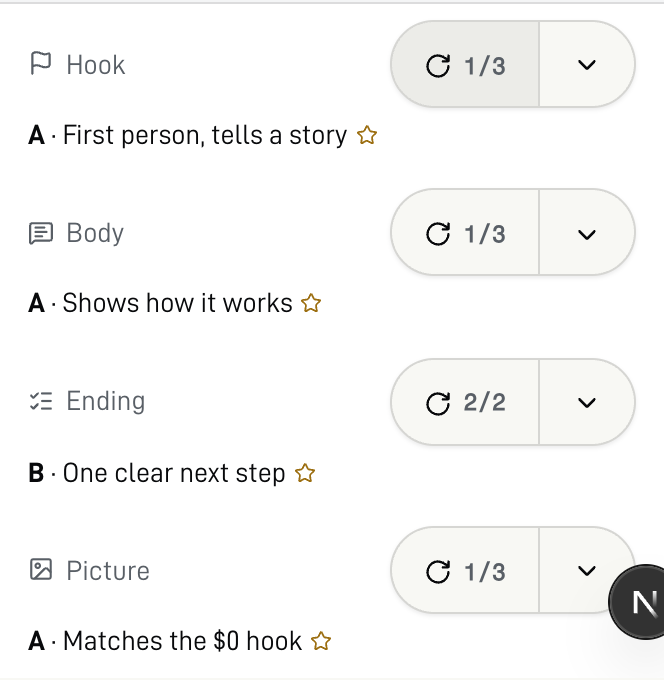 Hook 1/3
A · First person, tells a story
Body 1/3
A · Shows how it works
Ending 2/2
B · One clear next step
Picture 1/3
A · Matches the $0 hook
N